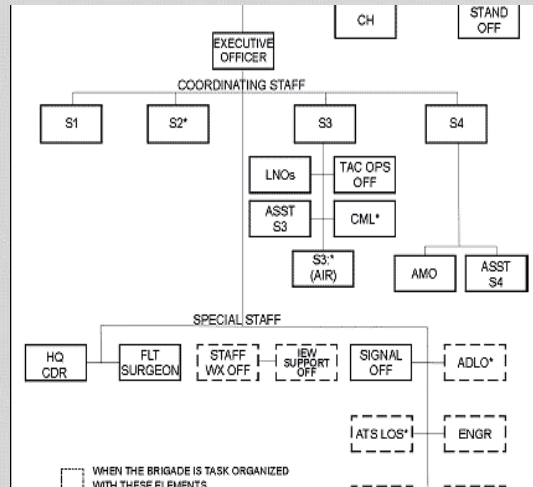 CH
STAND
OFF
EXECUTIVE
OFFICER
COORDINATING STAFF
S1
S2*
S3
S4
LNOs
TAC OPS
OFF
ASST
S3
CML*
S3:*
(AIR)
AMO
ASST
S4
SPECIAL STAFF
HQ
CDR
FLT
SURGEON
STAFF
WX OFF
IEW
SUPPORT
OFF
SIGNAL
OFF
ADLO*
ATS LOS*
ENGR
WHEN THE BRIGADE IS TASK ORGANIZED
WITH THESE ELEMENTS